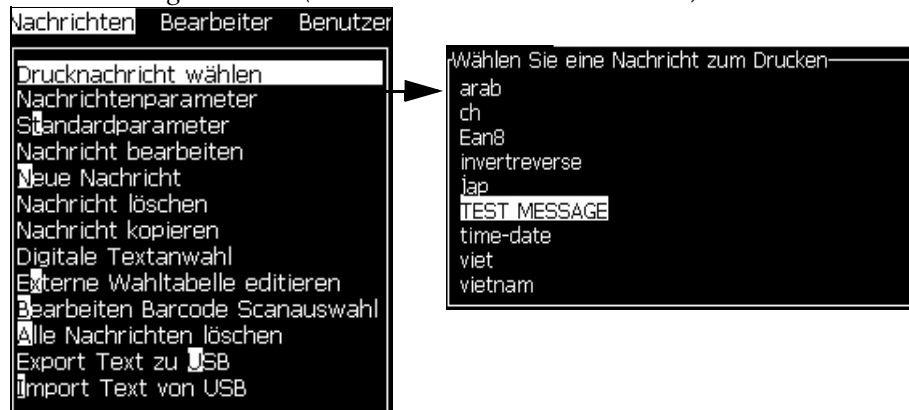 Nachrichten Bearbeiter Benutzer
Drucknachricht wählen
Nachrichtenparameter
Standardparameter
Nachricht bearbeiten
Neue Nachricht
Nachricht löschen
Nachricht kopieren
Digitale Textanwahl
Externe Wahltabelle editieren
Bearbeiten Barcode Scanauswahl
Alle Nachrichten löschen
Export Text zu USB
Import Text von USB
Wählen Sie eine Nachricht zum Drucken
arab
ch
Ean8
invertreverse
jap
TEST MESSAGE
time-date
viet
vietnam